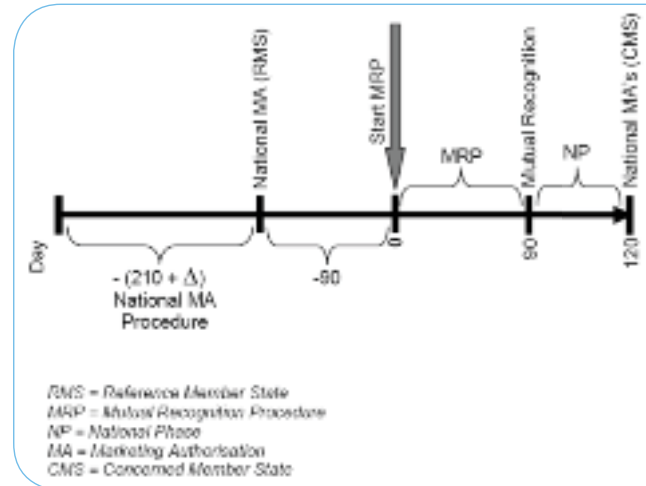 National MA (RMS)
Start MRP
MRP
Mutual Recognition
NP
National MA's (CMS)
Day
0
90
120
- (210 + Δ)
National MA
Procedure
-90
RMS = Reference Member State
MRP = Mutual Recognition Procedure
NP = National Phase
MA = Marketing Authorisation
CMS = Concerned Member State